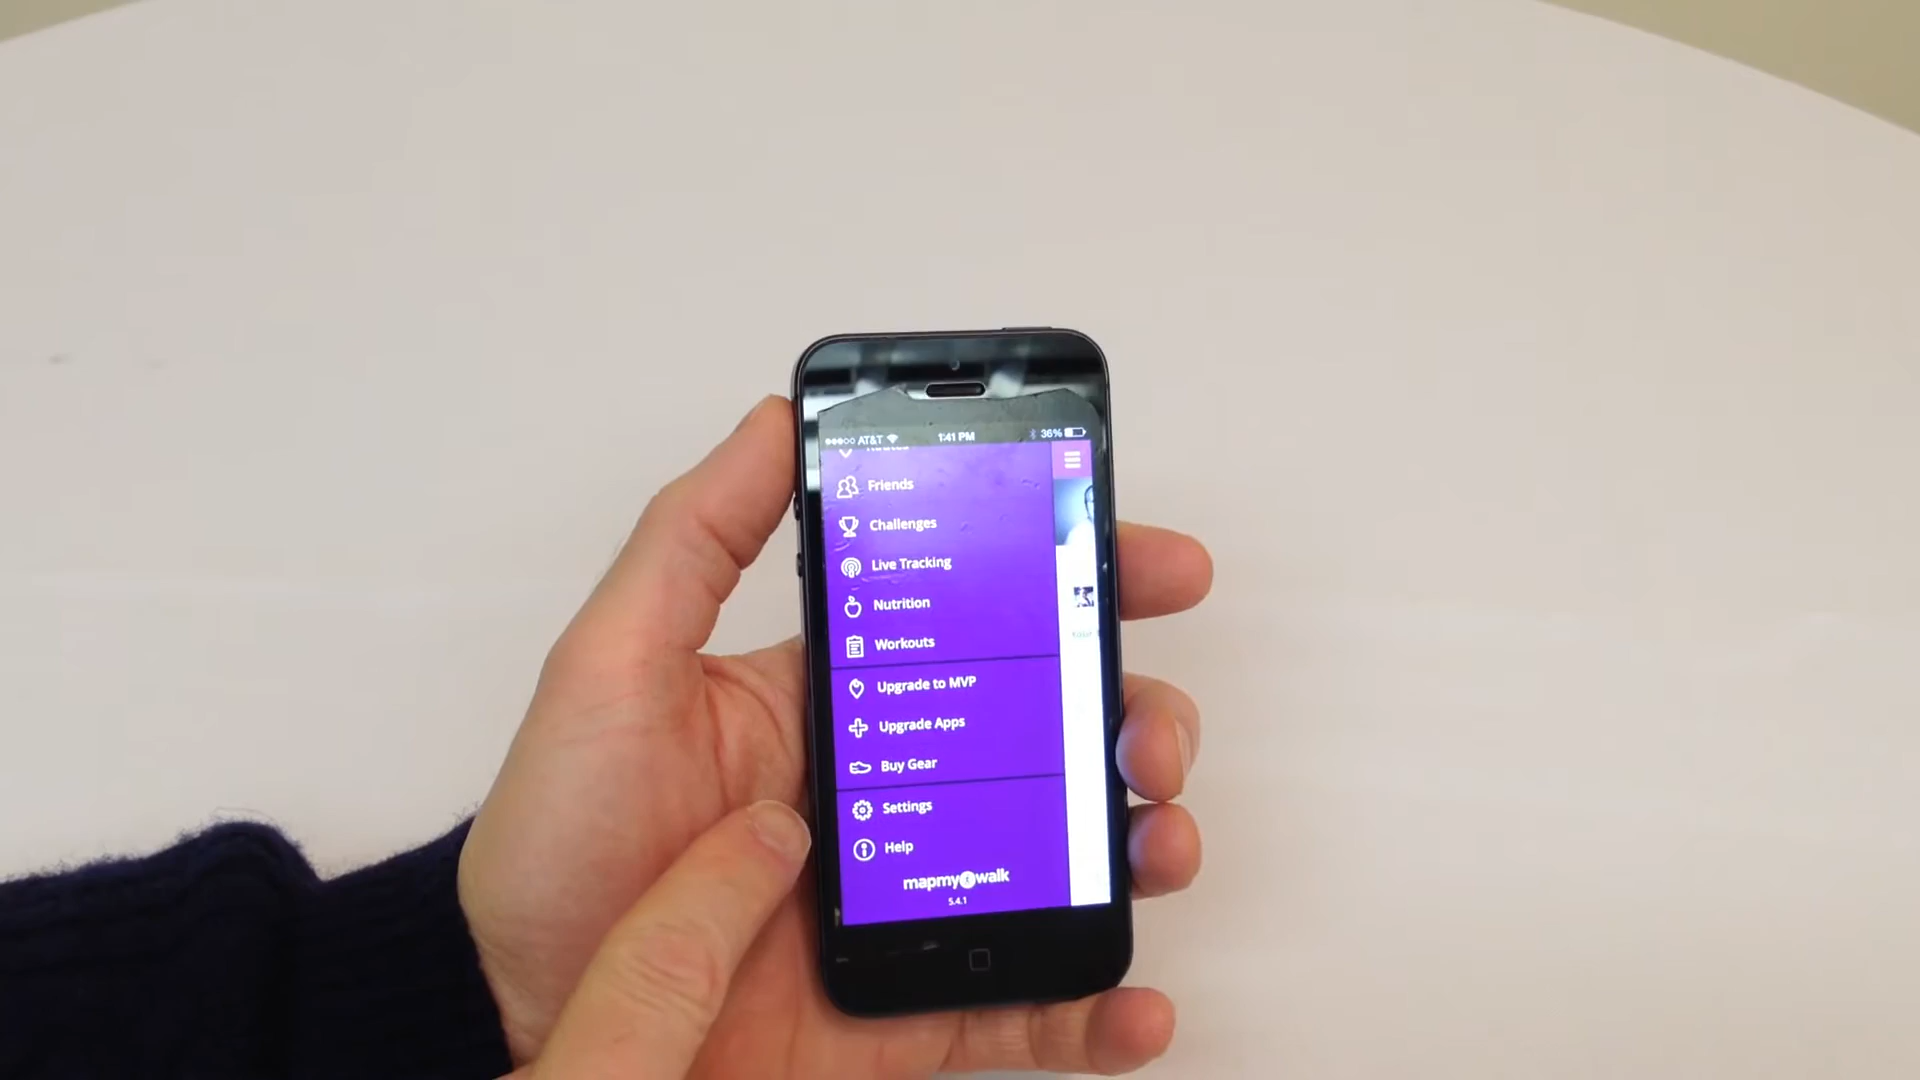 AT&T 1:41 PM 36%
Friends
Challenges
Live Tracking
Nutrition
Workouts
Upgrade to MVP
Upgrade Apps
Buy Gear
Settings
Help
mapmywalk
5.4.1